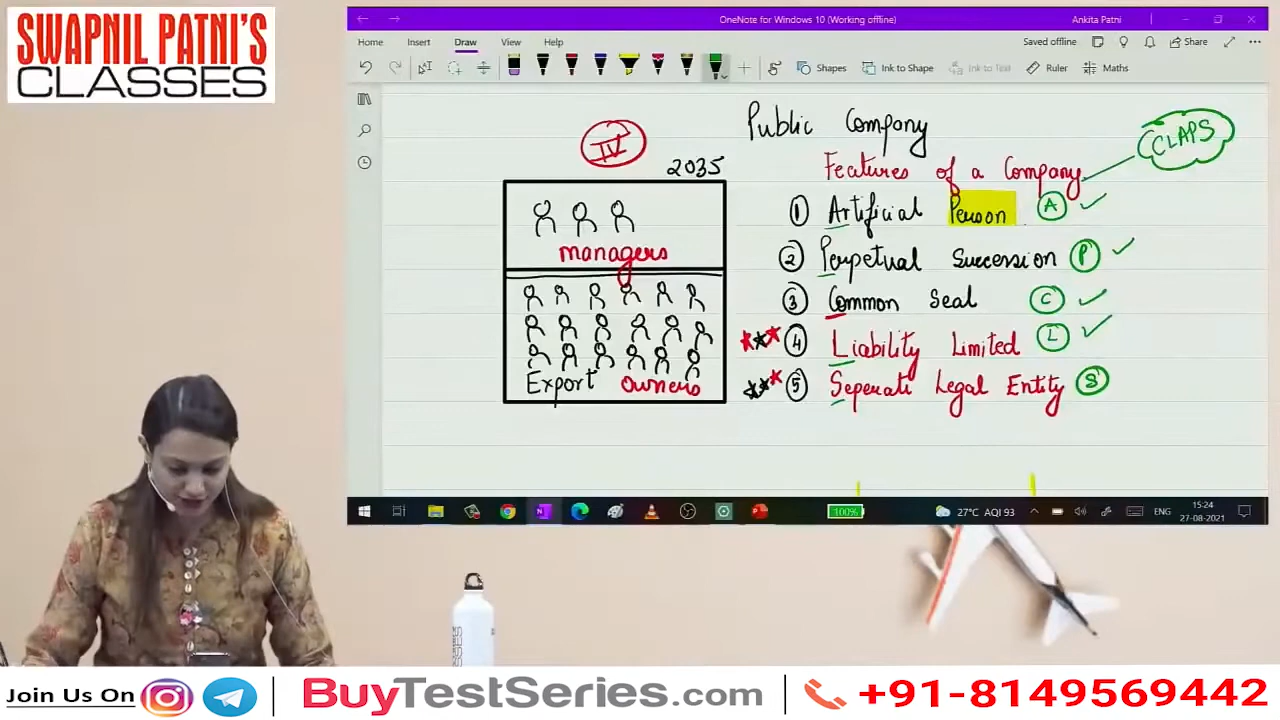 SWAPNIL PATNI'S
CLASSES
OneNote for Windows 10 (Working offline)
Ankita Patni
Home Insert Draw View Help
Saved offline
Share
Shapes
Ink to Shape
Ink to Text
Ruler
Maths
IV
2035
managers
Export owners
Public Company
CLAPS
Features of a Company
① Artificial Person A
② Perpetual Succession P
③ Common Seal C
④ Liability Limited L
⑤ Seperate Legal Entity S
100%
27°C AQI 93
ENG
15:24
27-08-2021
Join Us On
BuyTestSeries.com
+91-8149569442